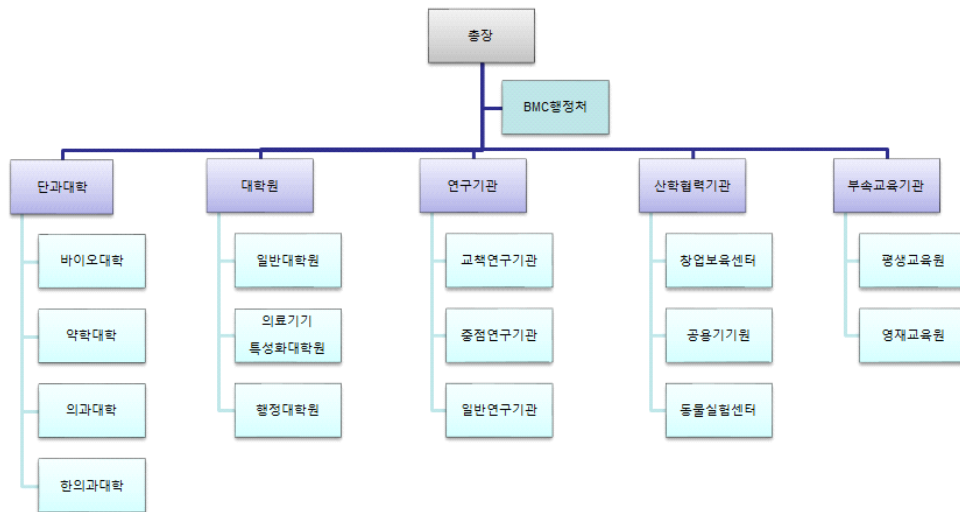 총장
BMC행정처
단과대학
대학원
연구기관
산학협력기관
부속교육기관
바이오대학
일반대학원
교책연구기관
창업보육센터
평생교육원
약학대학
의료기기
특성화대학원
중점연구기관
공용기기원
영재교육원
의과대학
행정대학원
일반연구기관
동물실험센터
한의과대학